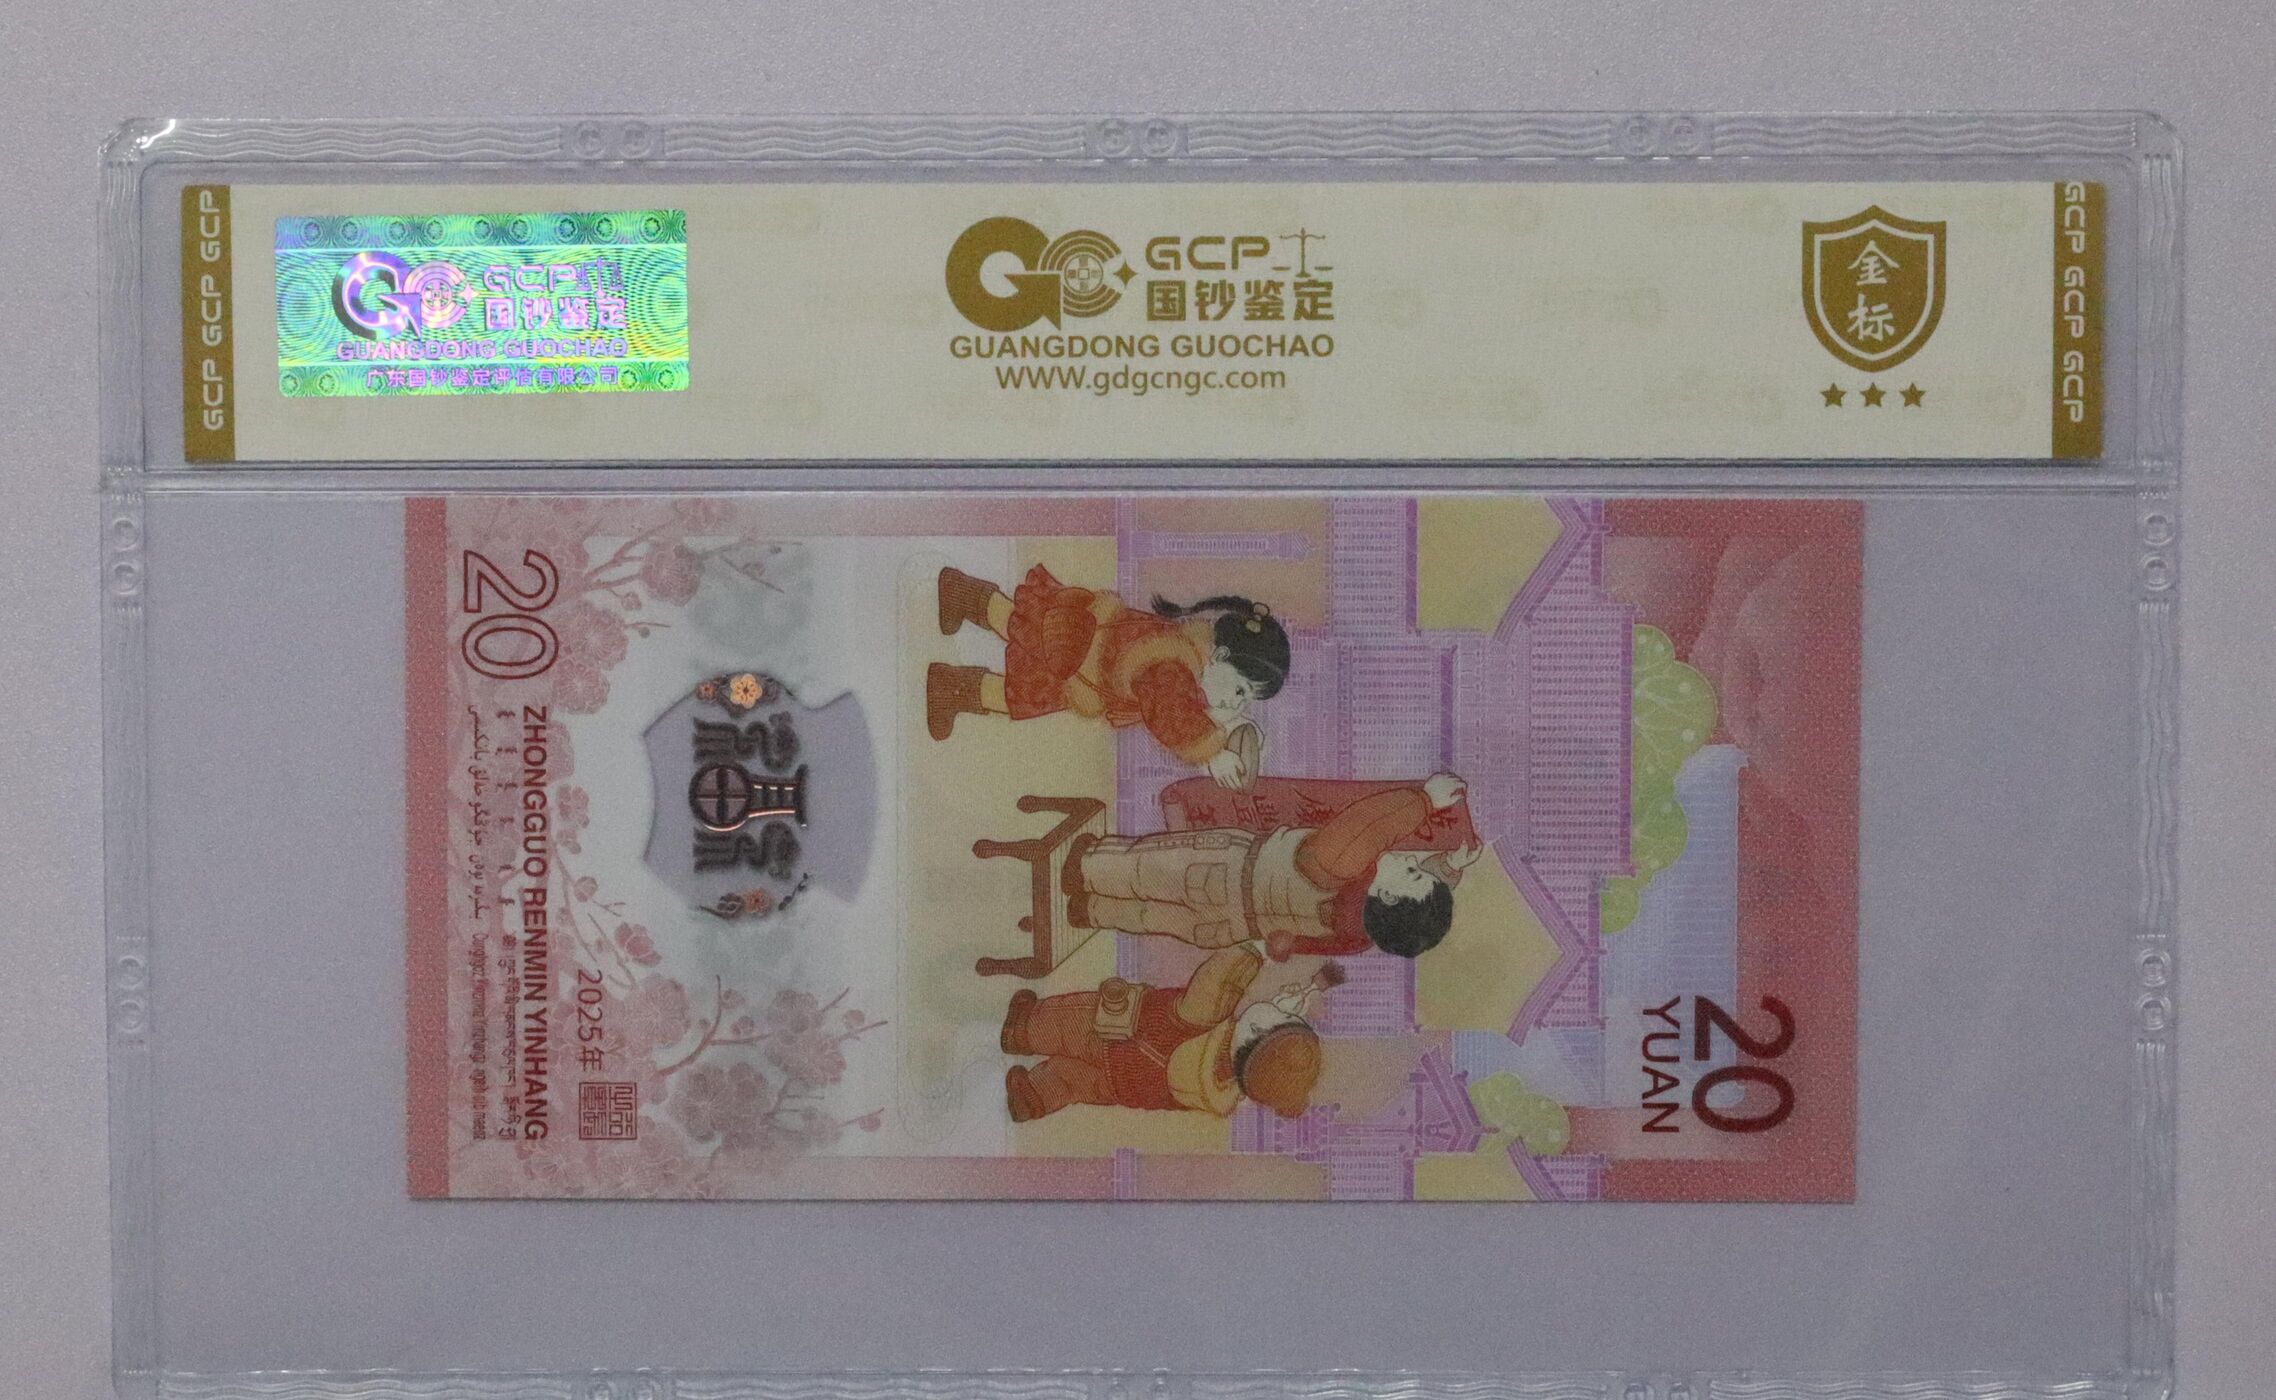 GCP GCP GCP
GCP
国钞鉴定
GUANGDONG GUOCHAO
广东国钞鉴定评估有限公司
GCP
国钞鉴定
GUANGDONG GUOCHAO
WWW.gdgcngc.com
金标
GCP GCP GCP
20
YUAN
2025年
ZHONGGUO RENMIN YINHANG
20